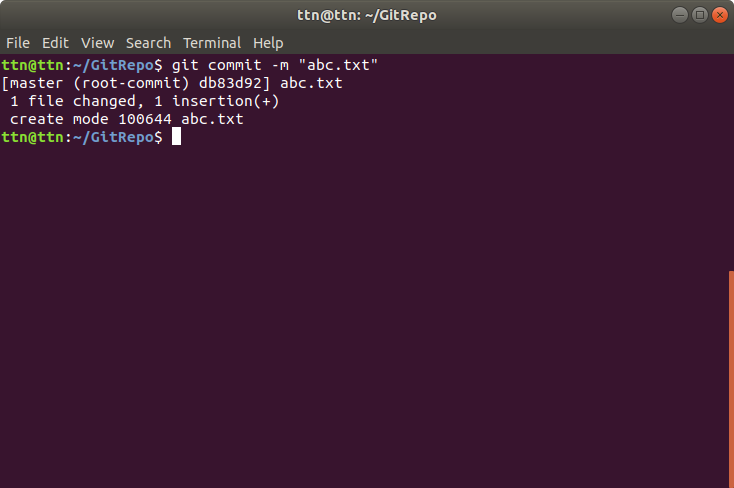 ttn@ttn: ~/GitRepo
File Edit View Search Terminal Help
ttn@ttn:~/GitRepo$ git commit -m "abc.txt"
[master (root-commit) db83d92] abc.txt
 1 file changed, 1 insertion(+)
 create mode 100644 abc.txt
ttn@ttn:~/GitRepo$